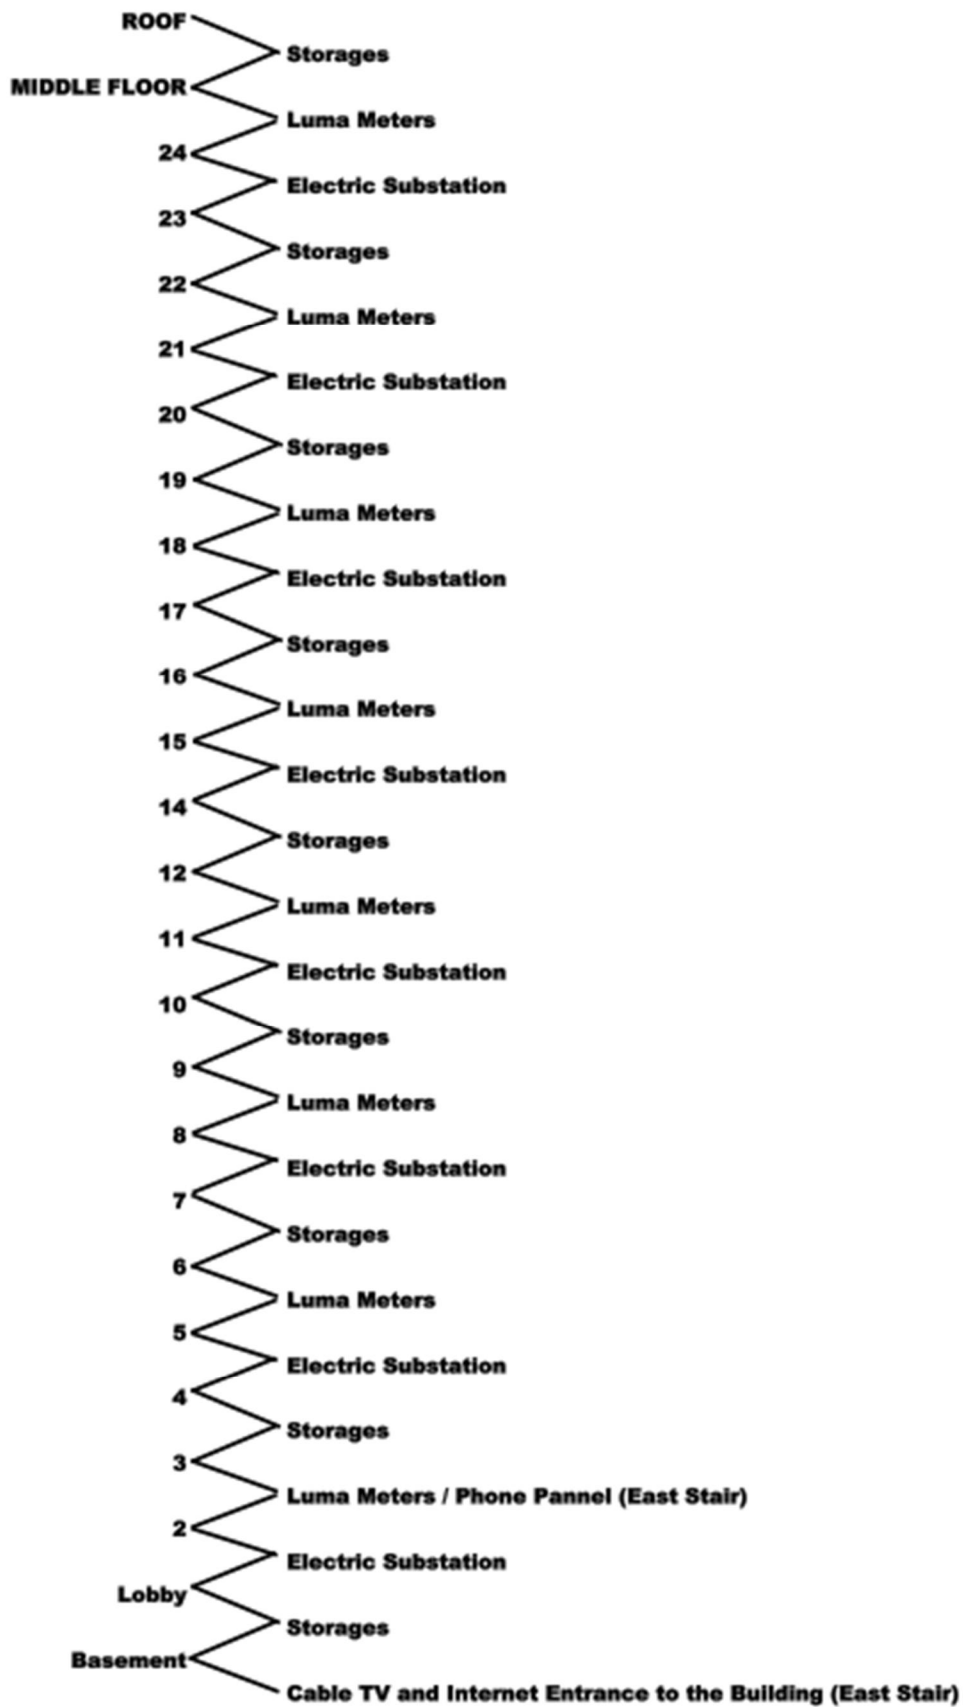 ROOF
Storages
MIDDLE FLOOR
Luma Meters
24
Electric Substation
23
Storages
22
Luma Meters
21
Electric Substation
20
Storages
19
Luma Meters
18
Electric Substation
17
Storages
16
Luma Meters
15
Electric Substation
14
Storages
12
Luma Meters
11
Electric Substation
10
Storages
9
Luma Meters
8
Electric Substation
7
Storages
6
Luma Meters
5
Electric Substation
4
Storages
3
Luma Meters / Phone Pannel (East Stair)
2
Electric Substation
Lobby
Storages
Basement
Cable TV and Internet Entrance to the Building (East Stair)